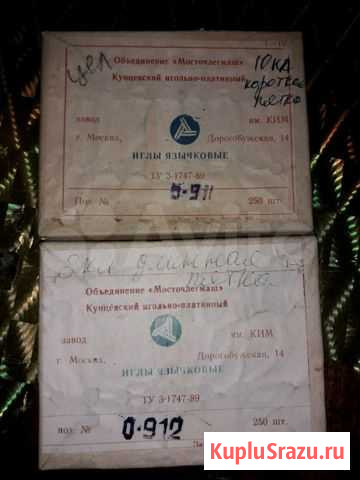 Объединение «Мосточлегмаш»
Кунцевский игольно-платинный
10 КА
короткая
пятка
завод
им. КИМ
г. Москва,
Дорогобужская, 14
ИГЛЫ ЯЗЫЧКОВЫЕ
ТУ 3-1747-89
0-911
Поз. №
250 шт.
длинная
пятка
Объединение «Мосточлегмаш»
Кунцевский игольно-платинный
завод
им. КИМ
г. Москва,
Дорогобужская, 14
ИГЛЫ ЯЗЫЧКОВЫЕ
ТУ 3-1747-89
поз. №
0-912
250 шт.
KupluSrazu.ru